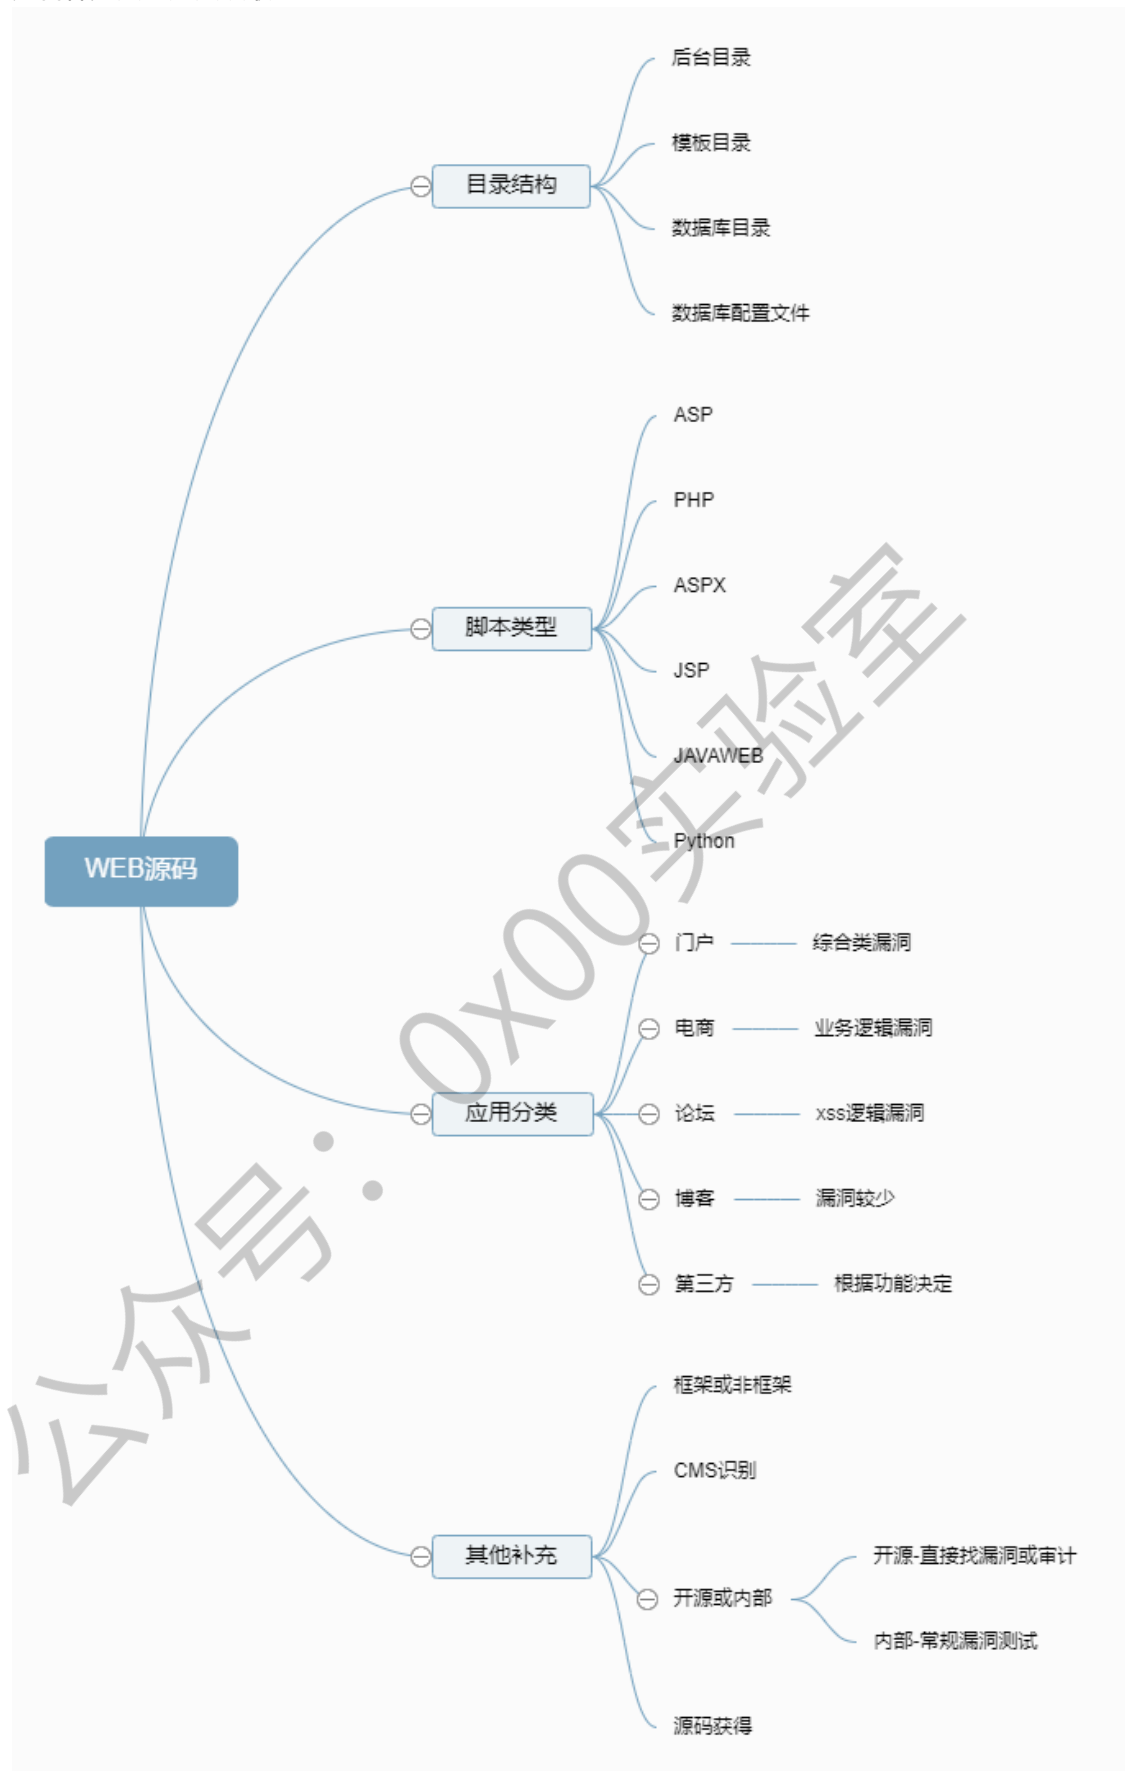 后台目录
模板目录
目录结构
数据库目录
数据库配置文件
ASP
PHP
ASPX
脚本类型
JSP
JAVAWEB
Python
WEB源码
门户 综合类漏洞
电商 业务逻辑漏洞
应用分类
论坛 xss逻辑漏洞
博客 漏洞较少
第三方 根据功能决定
框架或非框架
CMS识别
其他补充
开源或内部
开源-直接找漏洞或审计
内部-常规漏洞测试
源码获得
公众号：0x00实验室